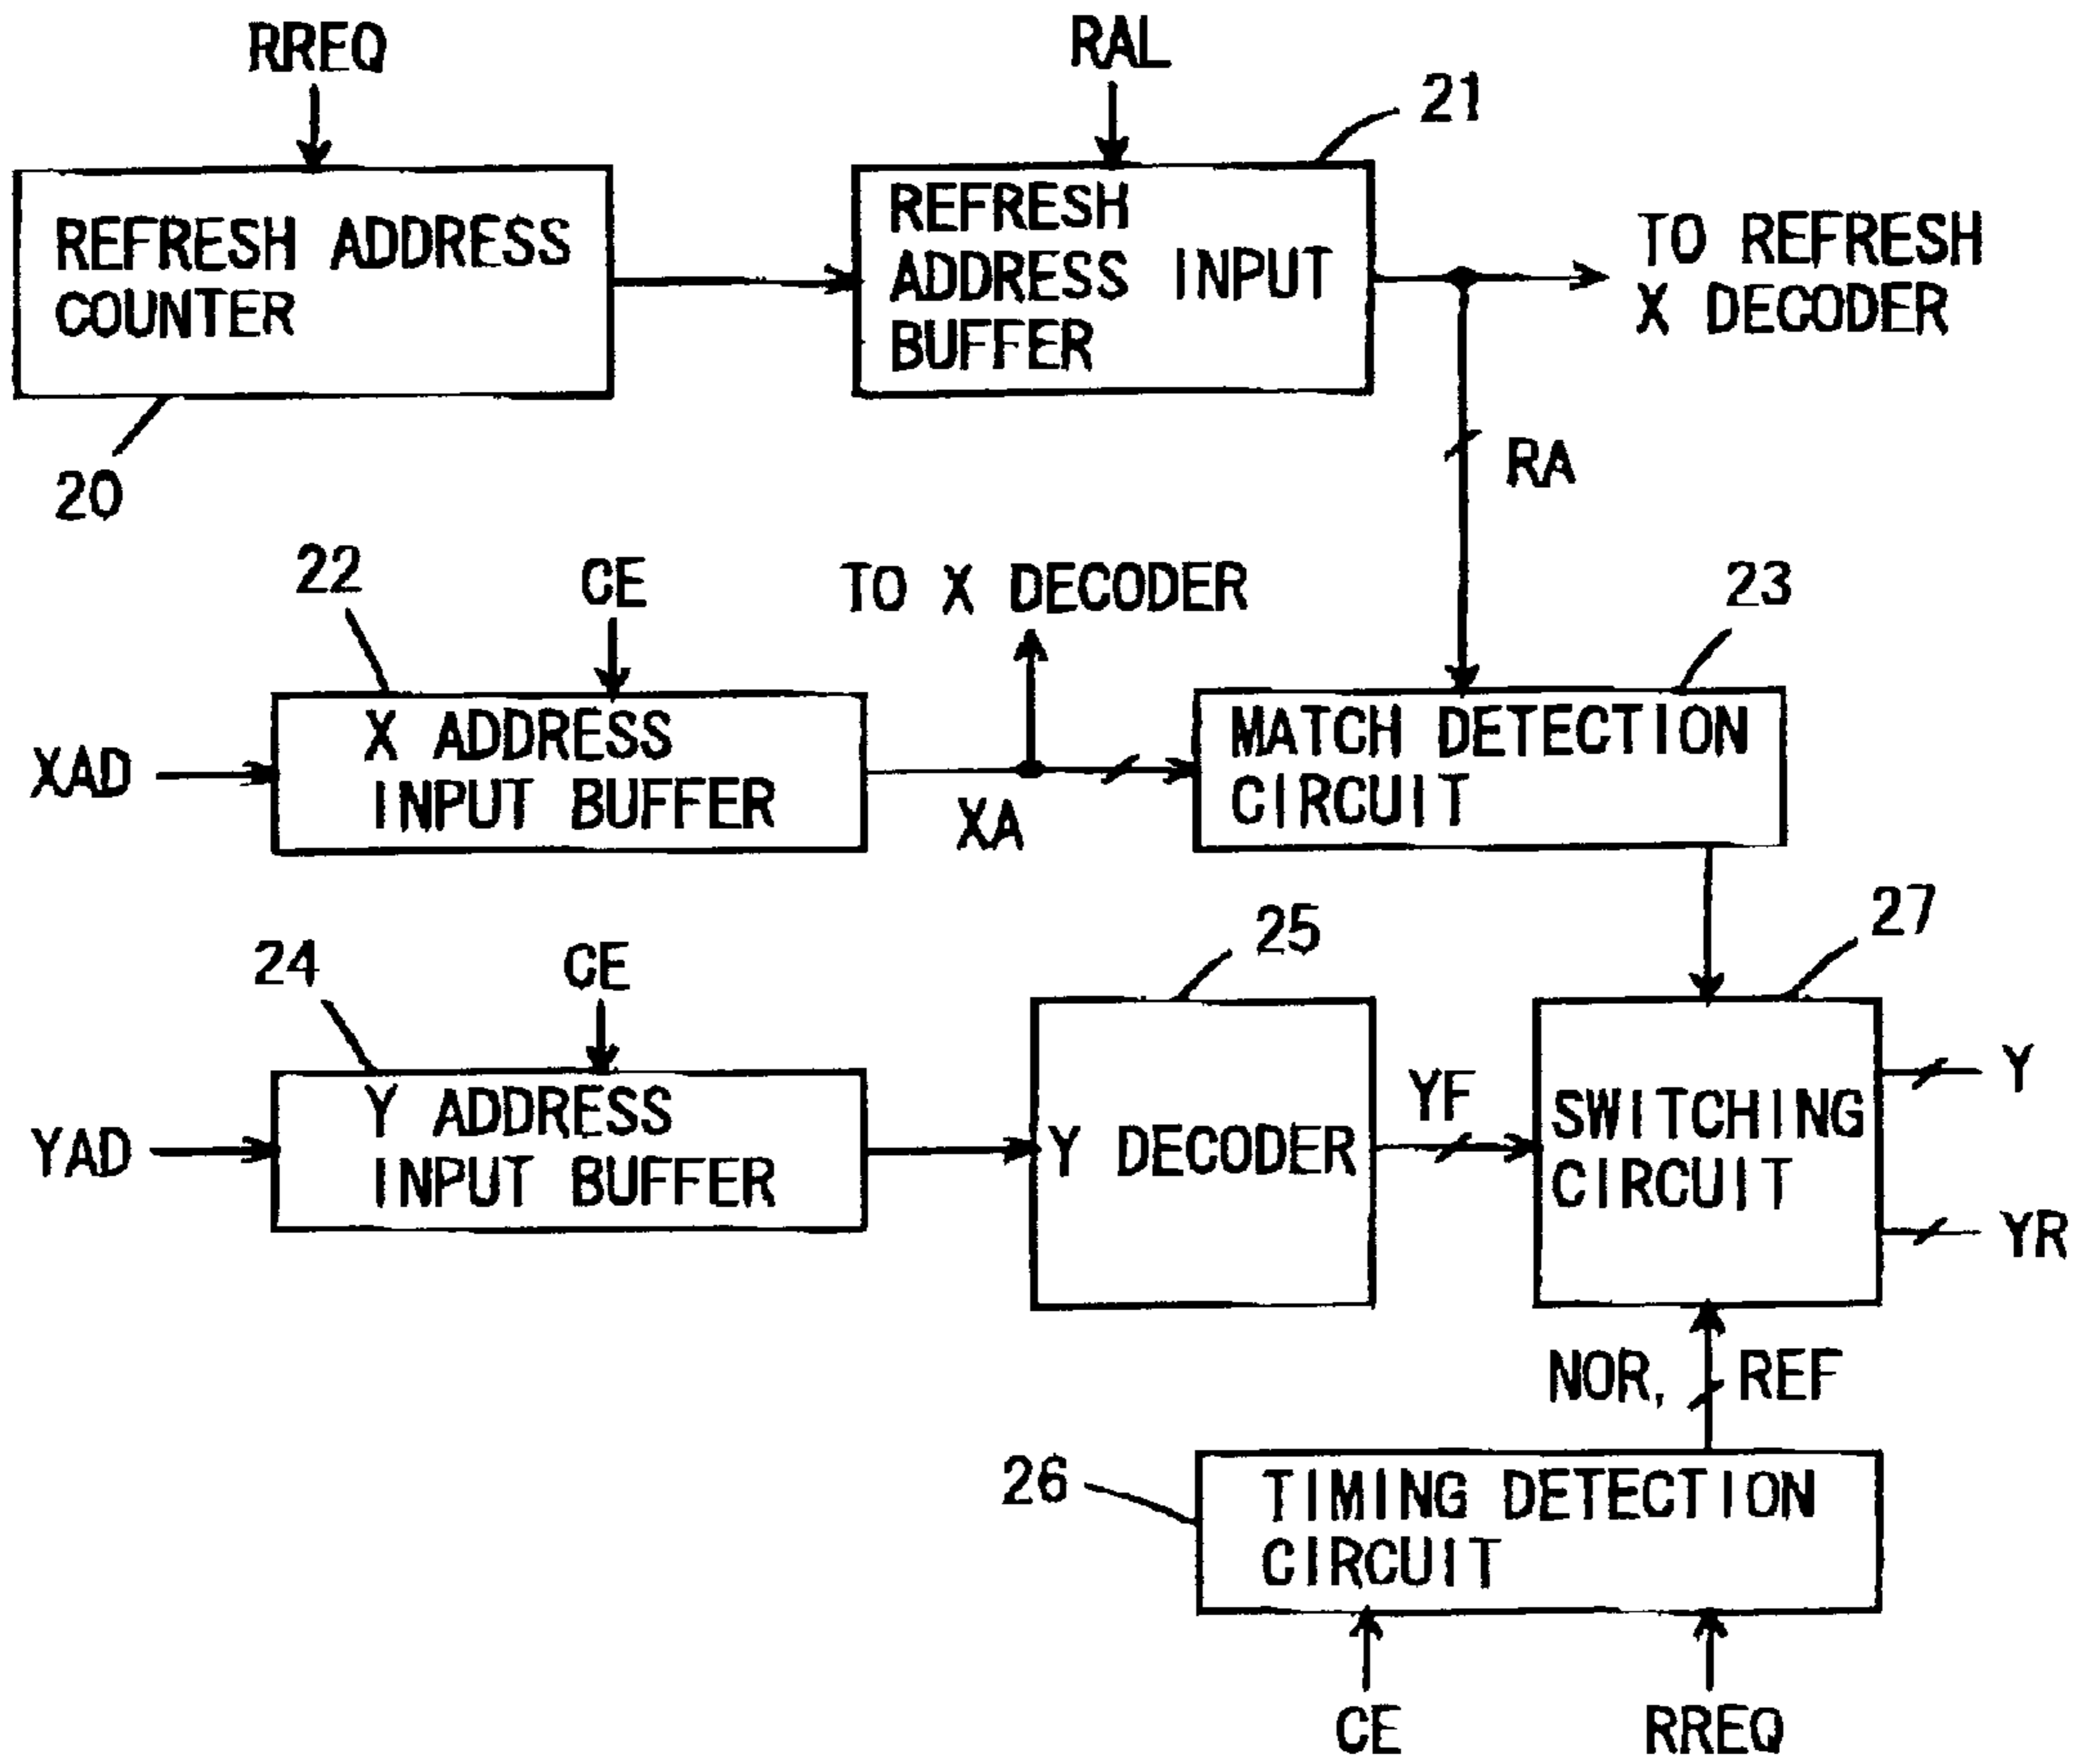 RREQ
RAL
21
REFRESH ADDRESS
COUNTER
REFRESH
ADDRESS INPUT
BUFFER
TO REFRESH
X DECODER
20
RA
22
CE
TO X DECODER
23
XAD
X ADDRESS
INPUT BUFFER
XA
MATCH DETECTION
CIRCUIT
24
CE
25
27
YAD
Y ADDRESS
INPUT BUFFER
Y DECODER
YF
SWITCHING
CIRCUIT
Y
YR
NOR, REF
26
TIMING DETECTION
CIRCUIT
CE
RREQ